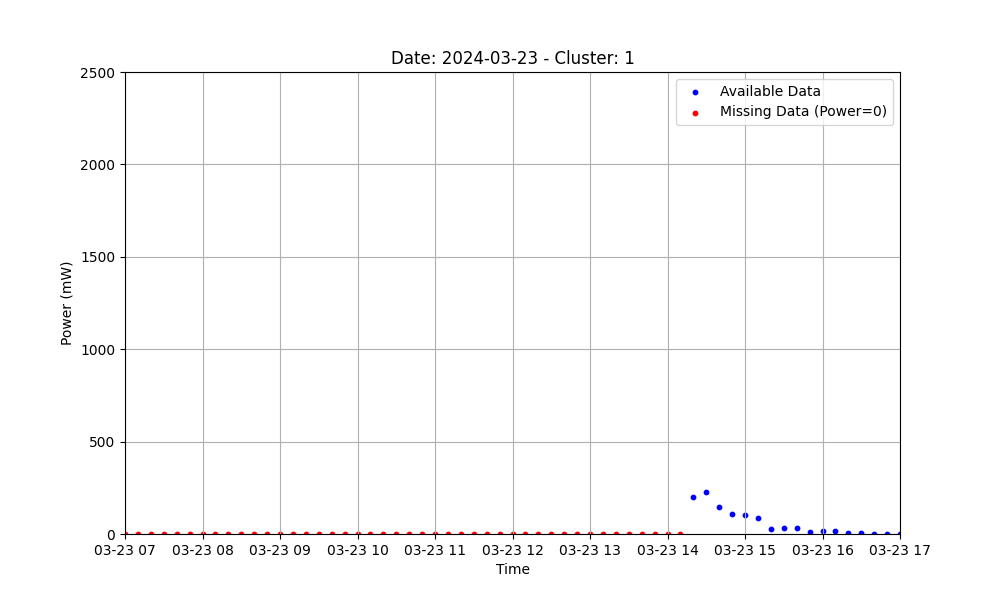 Date: 2024-03-23 - Cluster: 1
2500
2000
1500
1000
500
0
Power (mW)
Available Data
Missing Data (Power=0)
03-23 07 03-23 08 03-23 09 03-23 10 03-23 11 03-23 12 03-23 13 03-23 14 03-23 15 03-23 16 03-23 17
Time